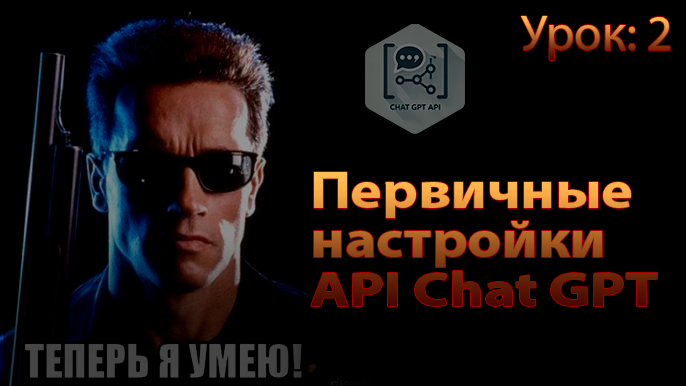 Урок: 2
CHAT GPT API
Первичные
настройки
API Chat GPT
ТЕПЕРЬ Я УМЕЮ!